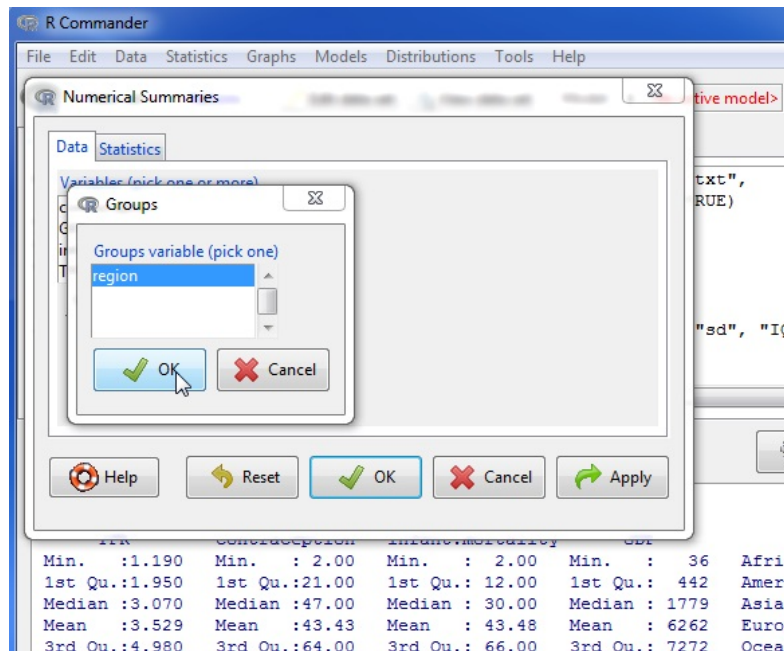 R Commander
File Edit Data Statistics Graphs Models Distributions Tools Help
Numerical Summaries
model>
Data Statistics
Variables (pick one or more)
txt",
Groups
Groups variable (pick one)
region
"sd",
OK Cancel
Help Reset OK Cancel Apply
TFR contraception infant.mortality GDP
Min. :1.190 Min. : 2.00 Min. : 2.00 Min. : 36 Afri
1st Qu.:1.950 1st Qu.:21.00 1st Qu.: 12.00 1st Qu.: 442 Amer
Median :3.070 Median :47.00 Median : 30.00 Median : 1779 Asia
Mean :3.529 Mean :43.43 Mean : 43.48 Mean : 6262 Euro
3rd Qu.:4.980 3rd Qu.:64.00 3rd Qu.: 66.00 3rd Qu.: 7272 Ocea